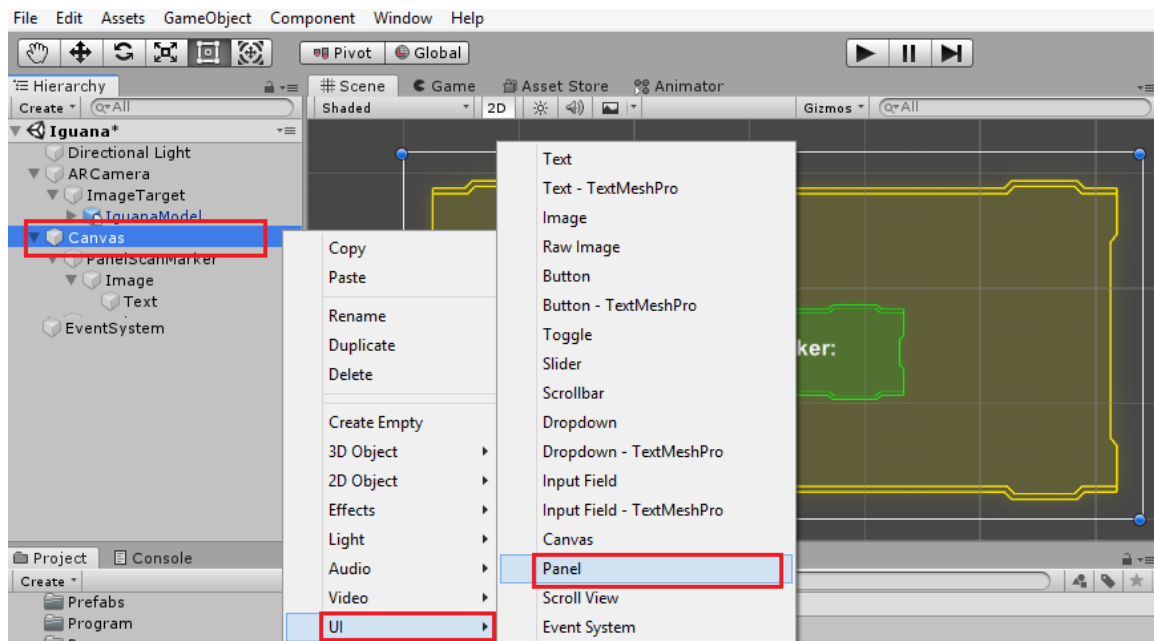 File Edit Assets GameObject Component Window Help
Pivot Global
Hierarchy
Create All
Iguana*
Directional Light
ARCamera
ImageTarget
IguanaModel
Canvas
PanelScanMarker
Image
Text
EventSystem
Scene Game Asset Store Animator
Shaded 2D Gizmos All
ker:
Copy
Paste
Rename
Duplicate
Delete
Create Empty
3D Object
2D Object
Effects
Light
Audio
Video
UI
Text
Text - TextMeshPro
Image
Raw Image
Button
Button - TextMeshPro
Toggle
Slider
Scrollbar
Dropdown
Dropdown - TextMeshPro
Input Field
Input Field - TextMeshPro
Canvas
Panel
Scroll View
Event System
Project Console
Create
Prefabs
Program